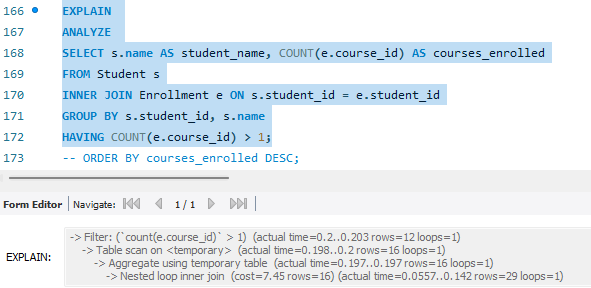 166 EXPLAIN
167 ANALYZE
168 SELECT s.name AS student_name, COUNT(e.course_id) AS courses_enrolled
169 FROM Student s
170 INNER JOIN Enrollment e ON s.student_id = e.student_id
171 GROUP BY s.student_id, s.name
172 HAVING COUNT(e.course_id) > 1;
173 -- ORDER BY courses_enrolled DESC;
Form Editor Navigate: 1 / 1
-> Filter: (`count(e.course_id)` > 1) (actual time=0.2..0.203 rows=12 loops=1)
-> Table scan on <temporary> (actual time=0.198..0.2 rows=16 loops=1)
EXPLAIN: -> Aggregate using temporary table (actual time=0.197..0.197 rows=16 loops=1)
-> Nested loop inner join (cost=7.45 rows=16) (actual time=0.0557..0.142 rows=29 loops=1)